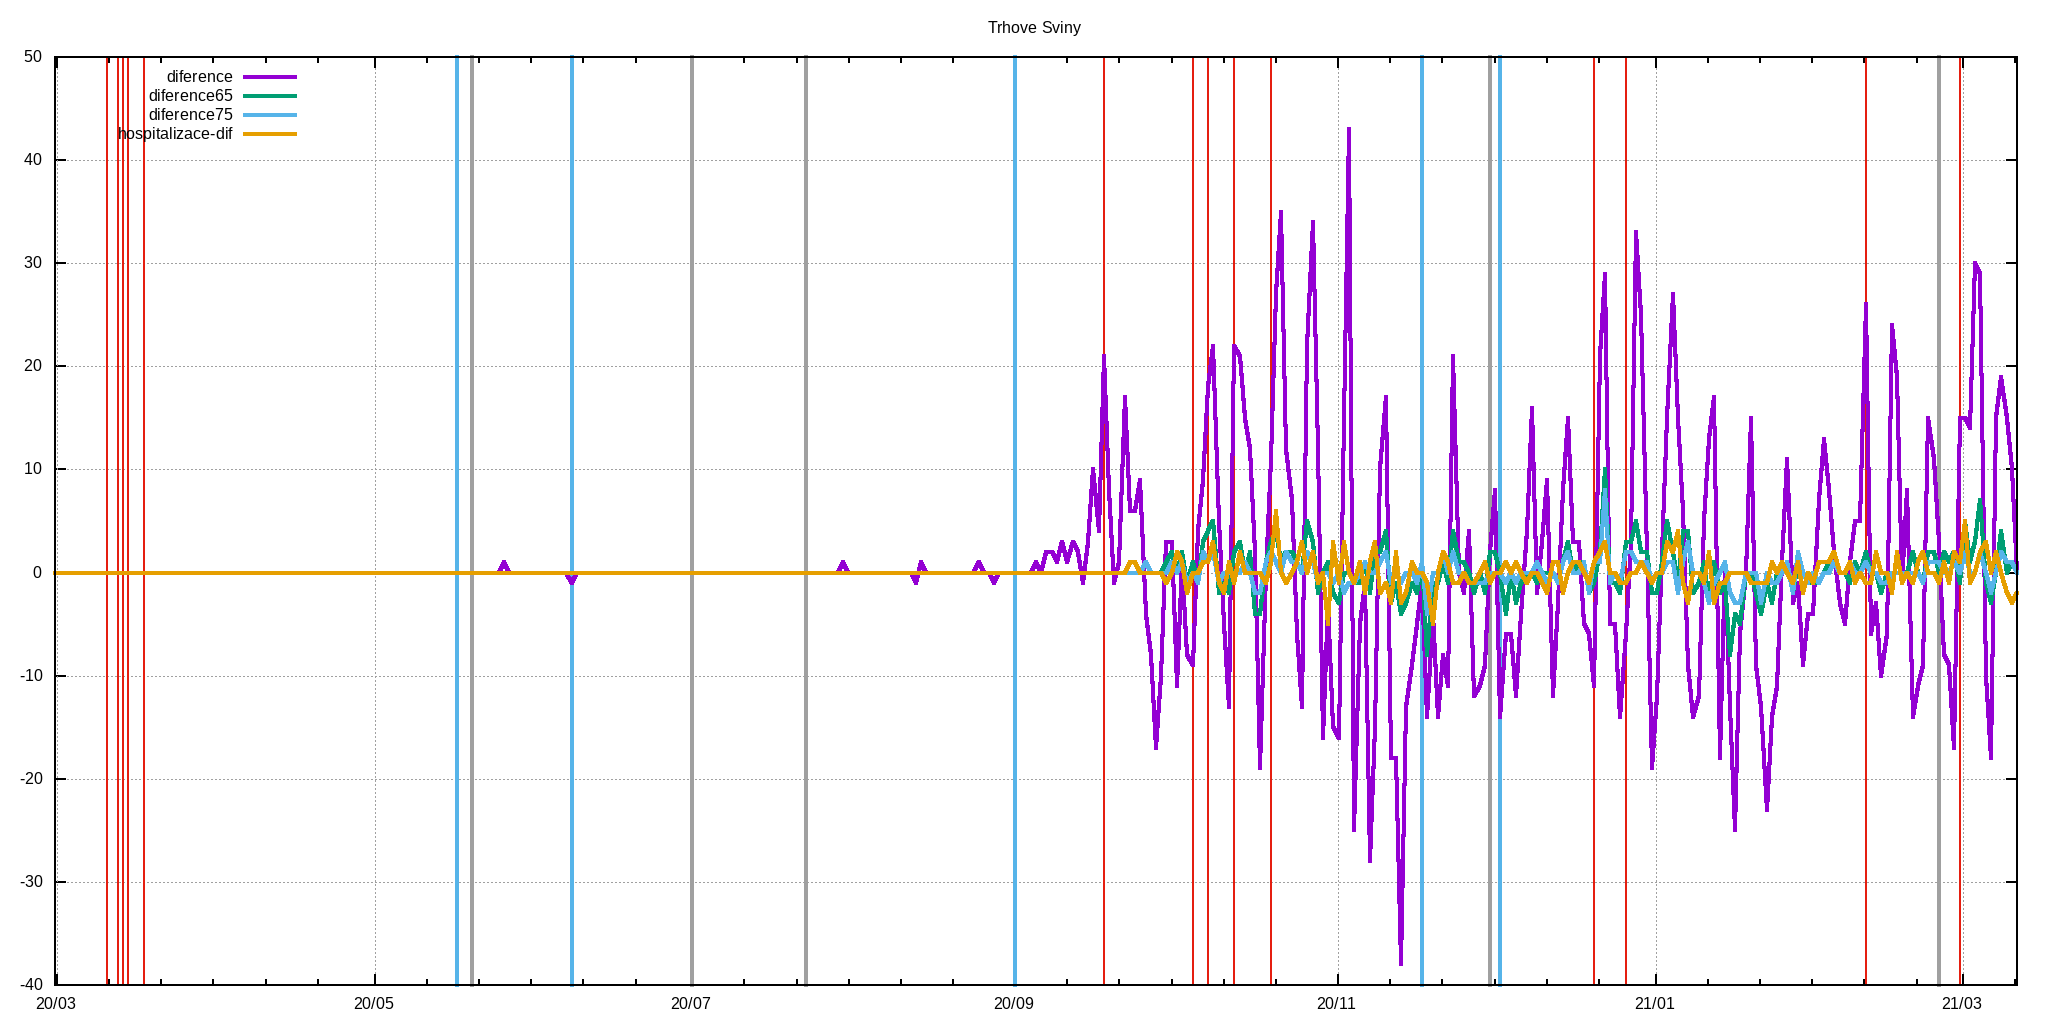 Trhove Sviny
50
diference
diference65
diference75
hospitalizace-dif
40
30
20
10
0
-10
-20
-30
-40
20/03 20/05 20/07 20/09 20/11 21/01 21/03